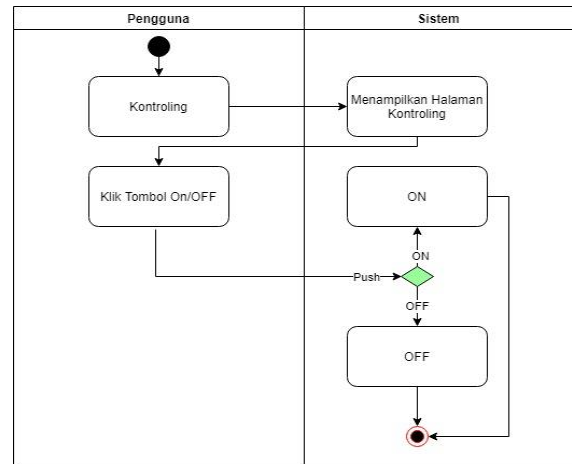 Pengguna
Sistem
Kontroling
Menampilkan Halaman
Kontroling
Klik Tombol On/OFF
ON
ON
Push
OFF
OFF